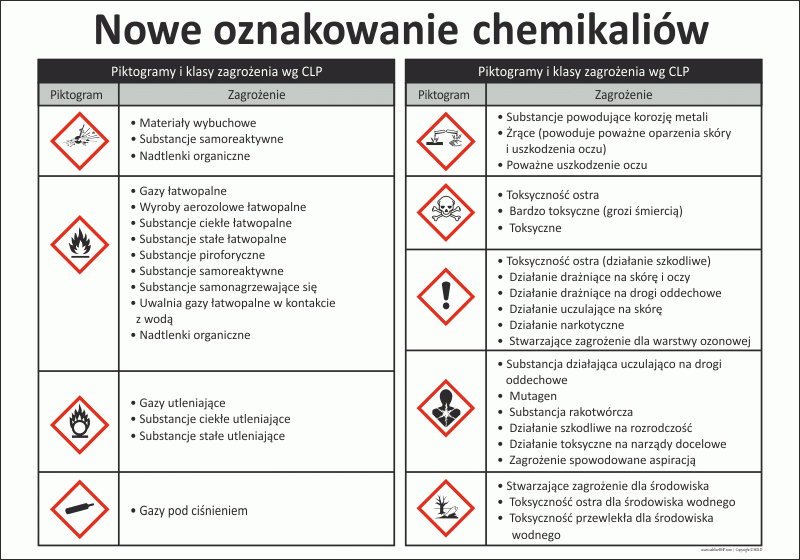 Nowe oznakowanie chemikaliów
Piktogramy i klasy zagrożenia wg CLP
Piktogram
Zagrożenie
• Materiały wybuchowe
• Substancje samoreaktywne
• Nadtlenki organiczne
• Gazy łatwopalne
• Wyroby aerozolowe łatwopalne
• Substancje ciekłe łatwopalne
• Substancje stałe łatwopalne
• Substancje piroforyczne
• Substancje samoreaktywne
• Substancje samonagrzewające się
• Uwalnia gazy łatwopalne w kontakcie
z wodą
• Nadtlenki organiczne
• Gazy utleniające
• Substancje ciekłe utleniające
• Substancje stałe utleniające
• Gazy pod ciśnieniem
Piktogramy i klasy zagrożenia wg CLP
Piktogram
Zagrożenie
• Substancje powodujące korozję metali
• Żrące (powoduje poważne oparzenia skóry
i uszkodzenia oczu)
• Poważne uszkodzenie oczu
• Toksyczność ostra
• Bardzo toksyczne (grozi śmiercią)
• Toksyczne
• Toksyczność ostra (działanie szkodliwe)
• Działanie drażniące na skórę i oczy
• Działanie drażniące na drogi oddechowe
• Działanie uczulające na skórę
• Działanie narkotyczne
• Stwarzające zagrożenie dla warstwy ozonowej
• Substancja działająca uczulająco na drogi
oddechowe
• Mutagen
• Substancja rakotwórcza
• Działanie szkodliwe na rozrodczość
• Działanie toksyczne na narządy docelowe
• Zagrożenie spowodowane aspiracją
• Stwarzające zagrożenie dla środowiska
• Toksyczność ostra dla środowiska wodnego
• Toksyczność przewlekła dla środowiska
wodnego